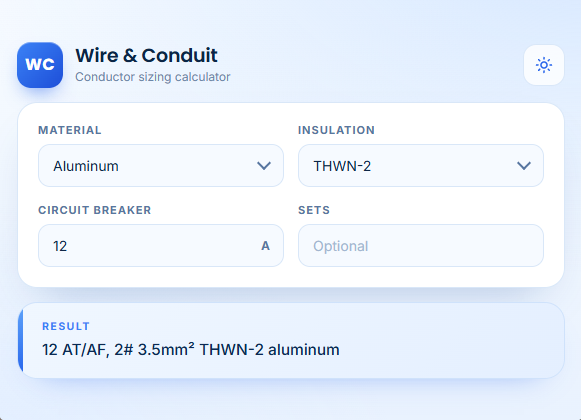 WC
Wire & Conduit
Conductor sizing calculator
MATERIAL
INSULATION
Aluminum
THWN-2
CIRCUIT BREAKER
SETS
12 A
Optional
RESULT
12 AT/AF, 2# 3.5mm² THWN-2 aluminum